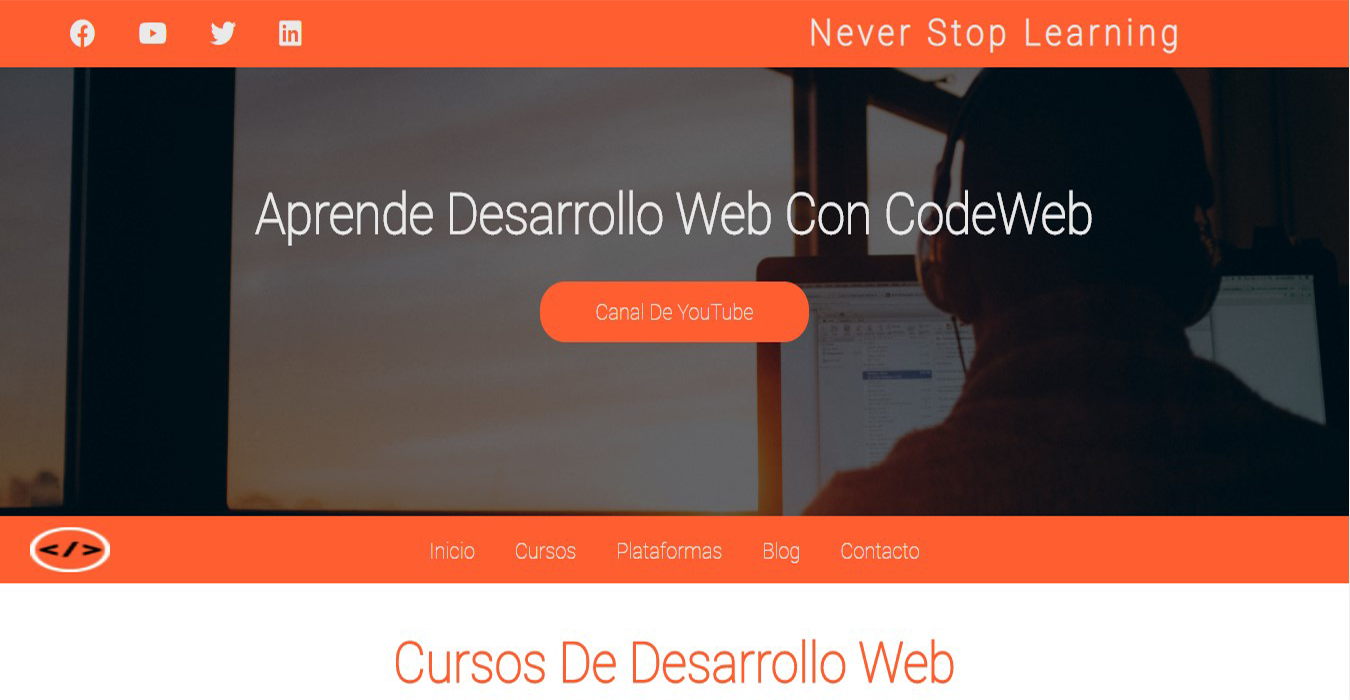 Never Stop Learning
Aprende Desarrollo Web Con CodeWeb
Canal De YouTube
</>
Inicio Cursos Plataformas Blog Contacto
Cursos De Desarrollo Web